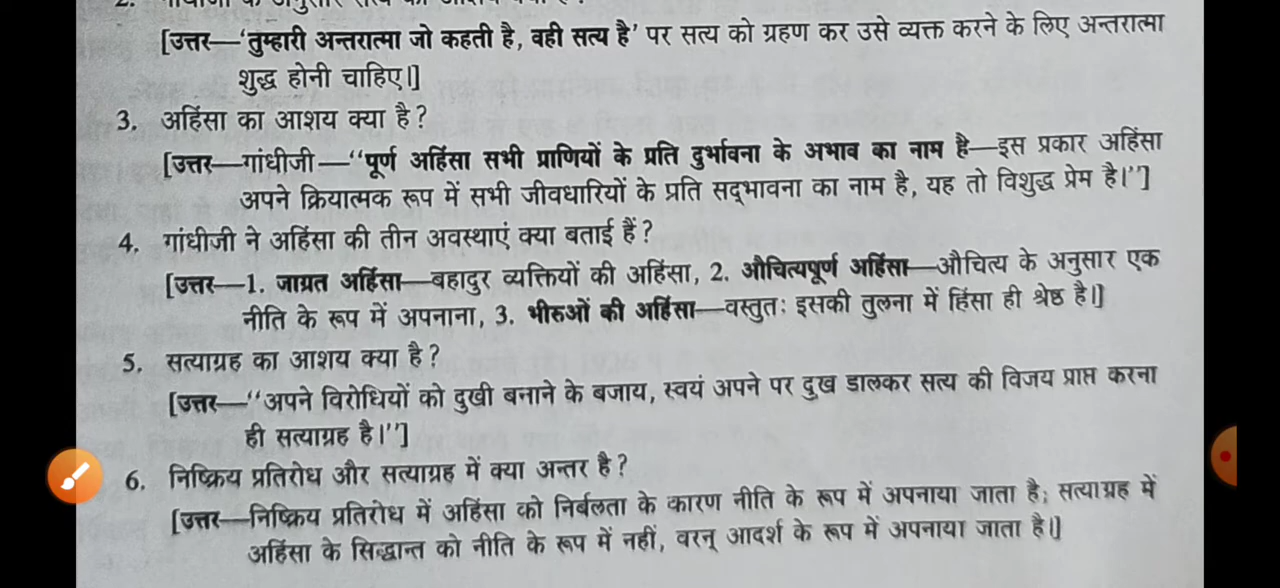 2. गांधीजी के अनुसार सत्य का आशय क्या है?
[उत्तर—'तुम्हारी अन्तरात्मा जो कहती है, वही सत्य है' पर सत्य को ग्रहण कर उसे व्यक्त करने के लिए अन्तरात्मा
शुद्ध होनी चाहिए।]
3. अहिंसा का आशय क्या है?
[उत्तर—गांधीजी—“पूर्ण अहिंसा सभी प्राणियों के प्रति दुर्भावना के अभाव का नाम है—इस प्रकार अहिंसा
अपने क्रियात्मक रूप में सभी जीवधारियों के प्रति सद्‌भावना का नाम है, यह तो विशुद्ध प्रेम है।”]
4. गांधीजी ने अहिंसा की तीन अवस्थाएं क्या बताई हैं?
[उत्तर—1. जाग्रत अहिंसा—बहादुर व्यक्तियों की अहिंसा, 2. औचित्यपूर्ण अहिंसा—औचित्य के अनुसार एक
नीति के रूप में अपनाना, 3. भीरुओं की अहिंसा—वस्तुतः इसकी तुलना में हिंसा ही श्रेष्ठ है।]
5. सत्याग्रह का आशय क्या है?
[उत्तर—“अपने विरोधियों को दुखी बनाने के बजाय, स्वयं अपने पर दुख डालकर सत्य की विजय प्राप्त करना
ही सत्याग्रह है।”]
6. निष्क्रिय प्रतिरोध और सत्याग्रह में क्या अन्तर है?
[उत्तर—निष्क्रिय प्रतिरोध में अहिंसा को निर्बलता के कारण नीति के रूप में अपनाया जाता है; सत्याग्रह में
अहिंसा के सिद्धान्त को नीति के रूप में नहीं, वरन् आदर्श के रूप में अपनाया जाता है।]